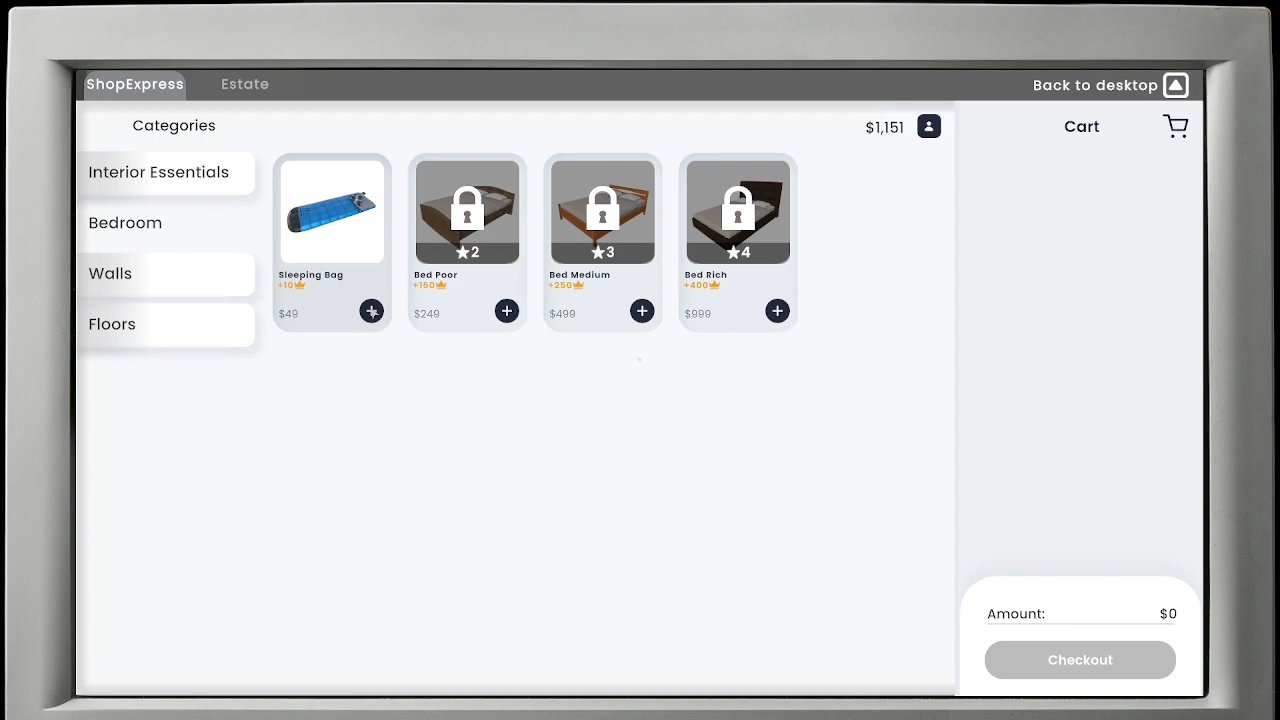 ShopExpress
Estate
Back to desktop
Categories
$1,151
Cart
Interior Essentials
Bedroom
Walls
Floors
2
3
4
Sleeping Bag
+10
$49
Bed Poor
+150
$249
Bed Medium
+250
$499
Bed Rich
+400
$999
Amount:
$0
Checkout